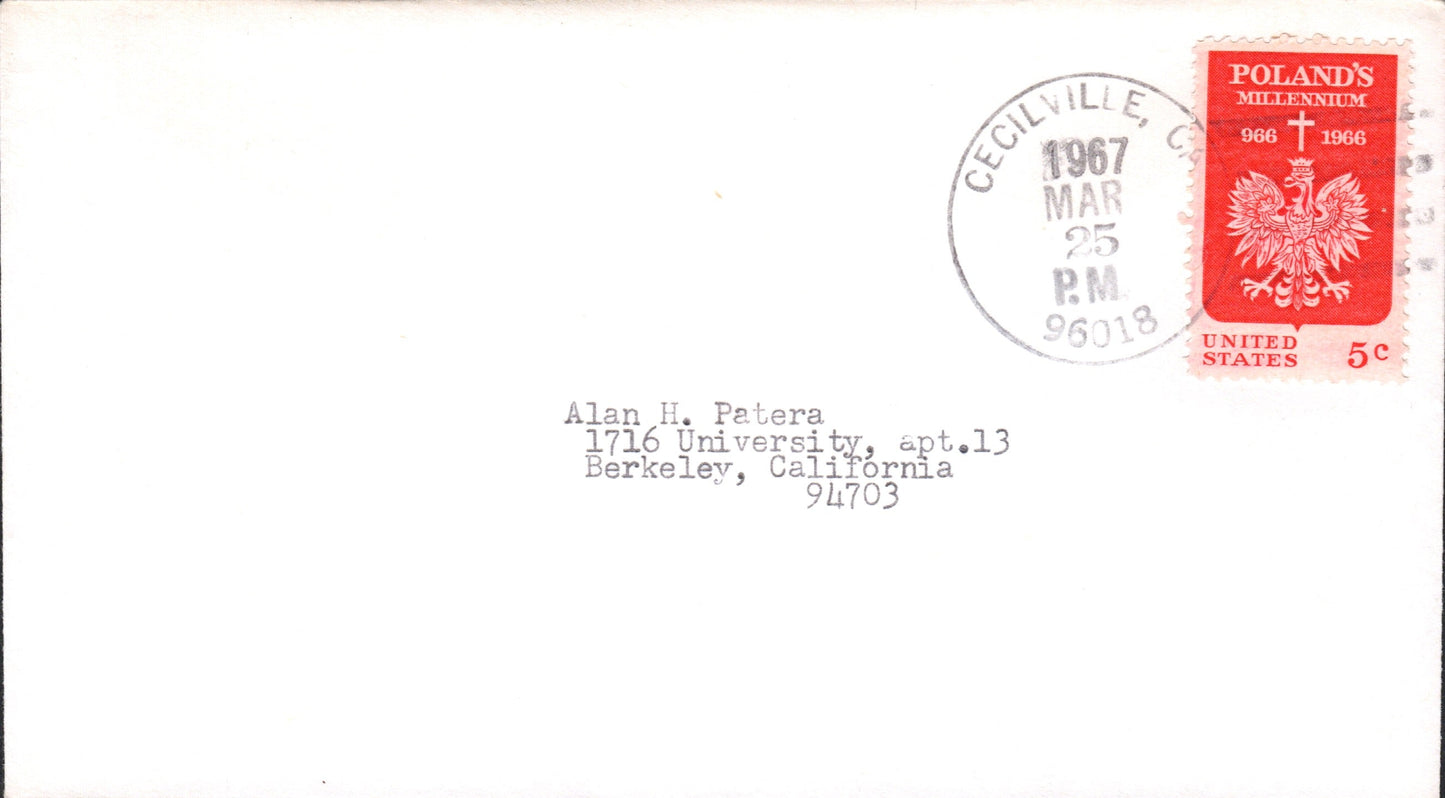 POLAND'S
MILLENNIUM
966 1966
UNITED
STATES 5c
CECILVILLE, CA
1967
MAR
25
P.M.
96018
Alan H. Patera
1716 University, apt.13
Berkeley, California
94703